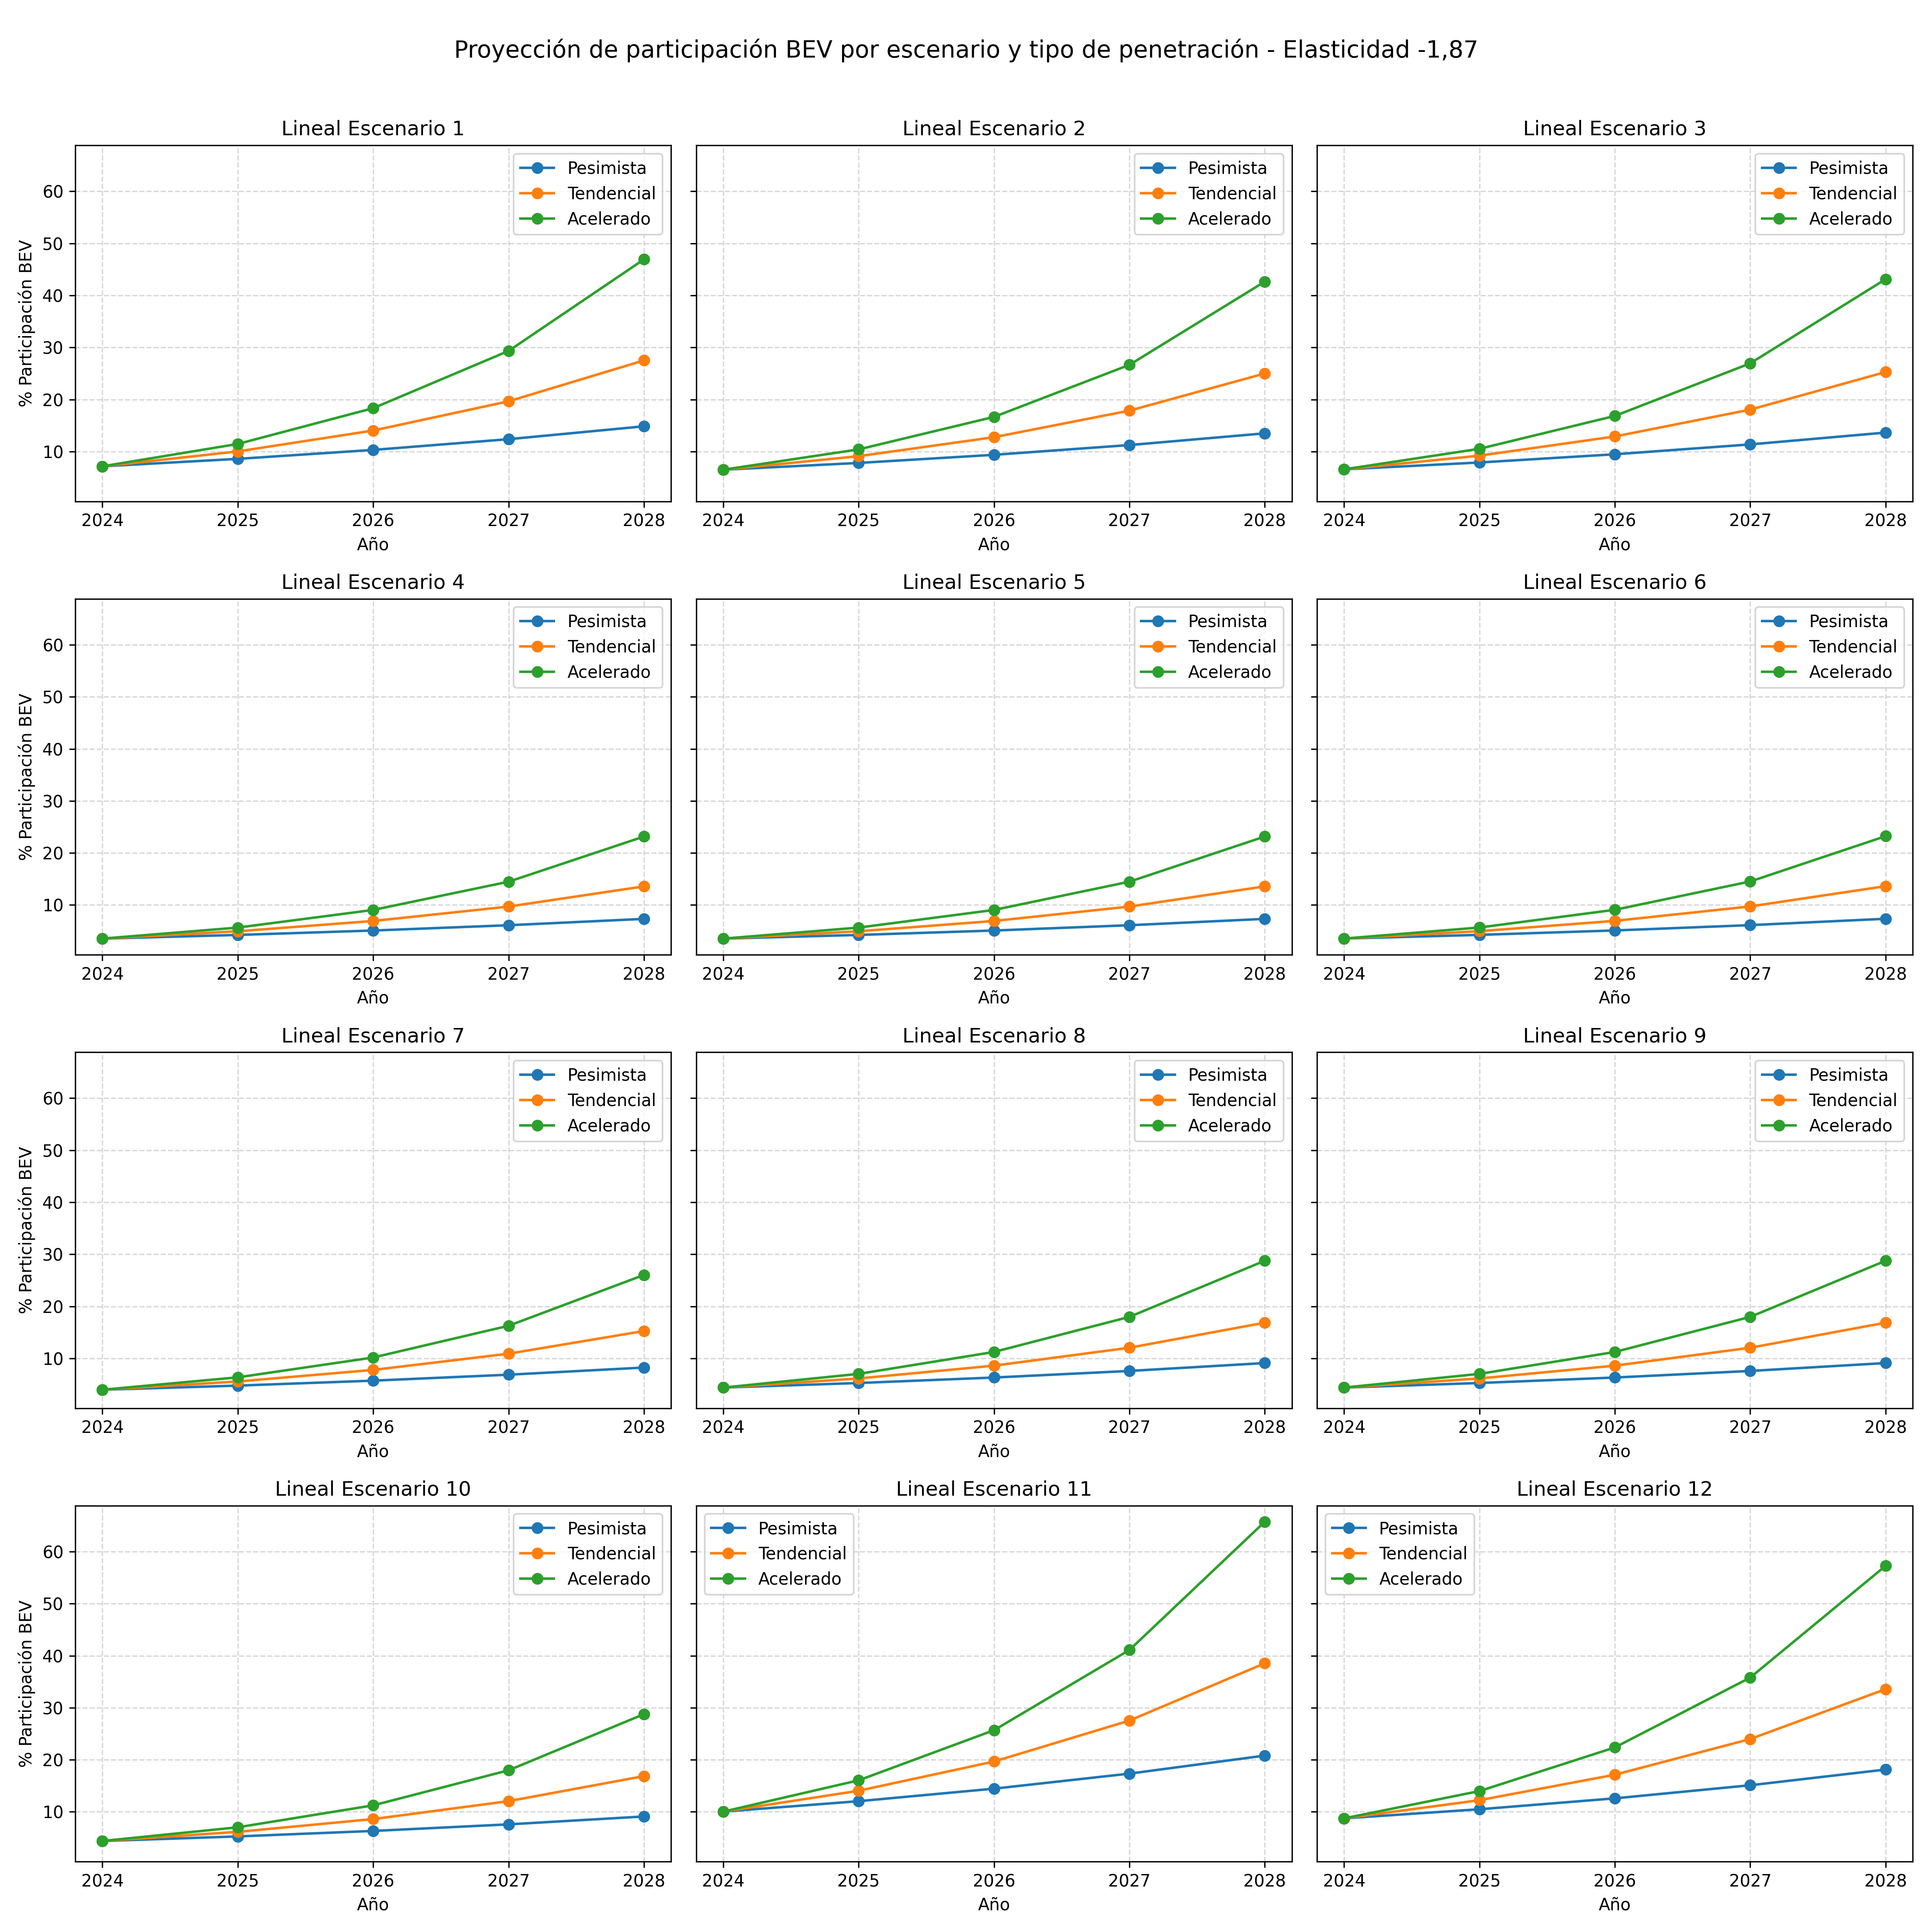 Proyección de participación BEV por escenario y tipo de penetración - Elasticidad -1,87
Lineal Escenario 1
% Participación BEV
60
50
40
30
20
10
Pesimista
Tendencial
Acelerado
2024 2025 2026 2027 2028
Año
Lineal Escenario 2
Pesimista
Tendencial
Acelerado
2024 2025 2026 2027 2028
Año
Lineal Escenario 3
Pesimista
Tendencial
Acelerado
2024 2025 2026 2027 2028
Año
Lineal Escenario 4
% Participación BEV
60
50
40
30
20
10
Pesimista
Tendencial
Acelerado
2024 2025 2026 2027 2028
Año
Lineal Escenario 5
Pesimista
Tendencial
Acelerado
2024 2025 2026 2027 2028
Año
Lineal Escenario 6
Pesimista
Tendencial
Acelerado
2024 2025 2026 2027 2028
Año
Lineal Escenario 7
% Participación BEV
60
50
40
30
20
10
Pesimista
Tendencial
Acelerado
2024 2025 2026 2027 2028
Año
Lineal Escenario 8
Pesimista
Tendencial
Acelerado
2024 2025 2026 2027 2028
Año
Lineal Escenario 9
Pesimista
Tendencial
Acelerado
2024 2025 2026 2027 2028
Año
Lineal Escenario 10
% Participación BEV
60
50
40
30
20
10
Pesimista
Tendencial
Acelerado
2024 2025 2026 2027 2028
Año
Lineal Escenario 11
Pesimista
Tendencial
Acelerado
2024 2025 2026 2027 2028
Año
Lineal Escenario 12
Pesimista
Tendencial
Acelerado
2024 2025 2026 2027 2028
Año